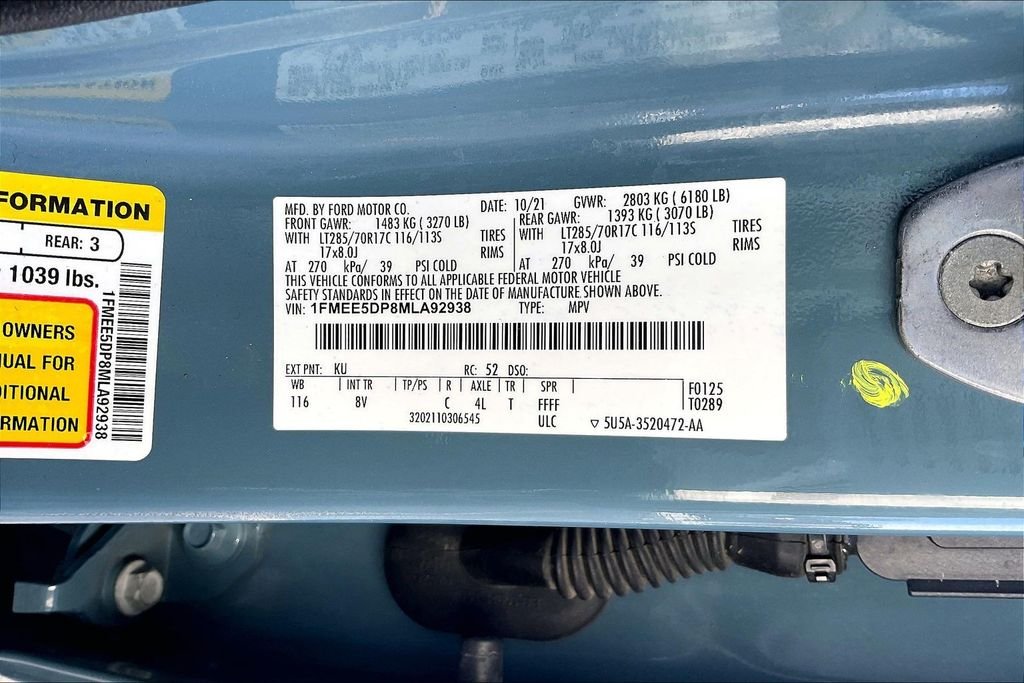 FORMATION
REAR: 3
1039 lbs.
OWNERS
NUAL FOR
DITIONAL
RMATION
1FMEE5DP8MLA92938
MFD. BY FORD MOTOR CO. DATE: 10/21 GVWR: 2803 KG ( 6180 LB)
FRONT GAWR: 1483 KG ( 3270 LB) REAR GAWR: 1393 KG ( 3070 LB)
WITH LT285/70R17C 116/113S TIRES WITH LT285/70R17C 116/113S TIRES
17x8.0J RIMS 17x8.0J RIMS
AT 270 kPa/ 39 PSI COLD AT 270 kPa/ 39 PSI COLD
THIS VEHICLE CONFORMS TO ALL APPLICABLE FEDERAL MOTOR VEHICLE
SAFETY STANDARDS IN EFFECT ON THE DATE OF MANUFACTURE SHOWN ABOVE.
VIN: 1FMEE5DP8MLA92938 TYPE: MPV
EXT PNT: KU RC: 52 DSO:
WB INT TR TP/PS R AXLE TR SPR F0125
116 8V C 4L T FFFF T0289
3202110306545 ULC ▽ 5U5A-3520472-AA